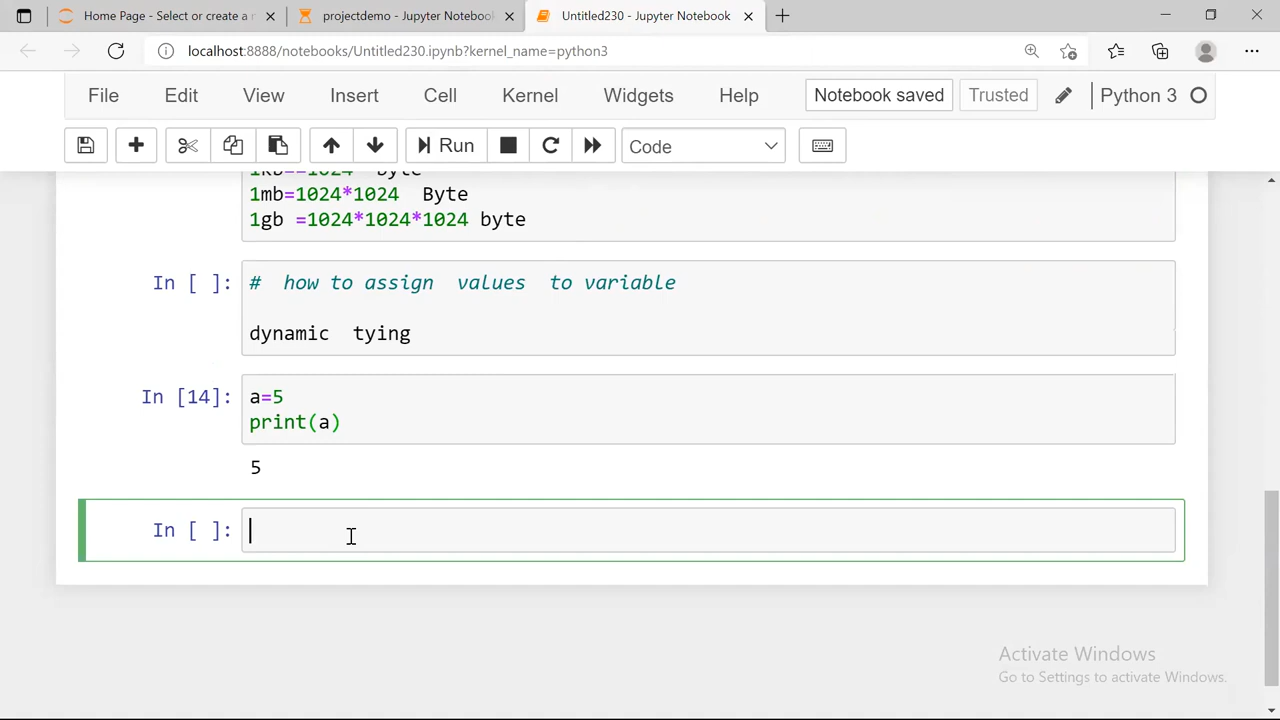 Home Page - Select or create a n
projectdemo - Jupyter Notebook
Untitled230 - Jupyter Notebook
localhost:8888/notebooks/Untitled230.ipynb?kernel_name=python3
File Edit View Insert Cell Kernel Widgets Help Notebook saved Trusted Python 3
Run Code
1kb==1024 Byte
1mb=1024*1024 Byte
1gb =1024*1024*1024 byte
In [ ]: # how to assign values to variable
dynamic tying
In [14]: a=5
print(a)
5
In [ ]:
Activate Windows
Go to Settings to activate Windows.